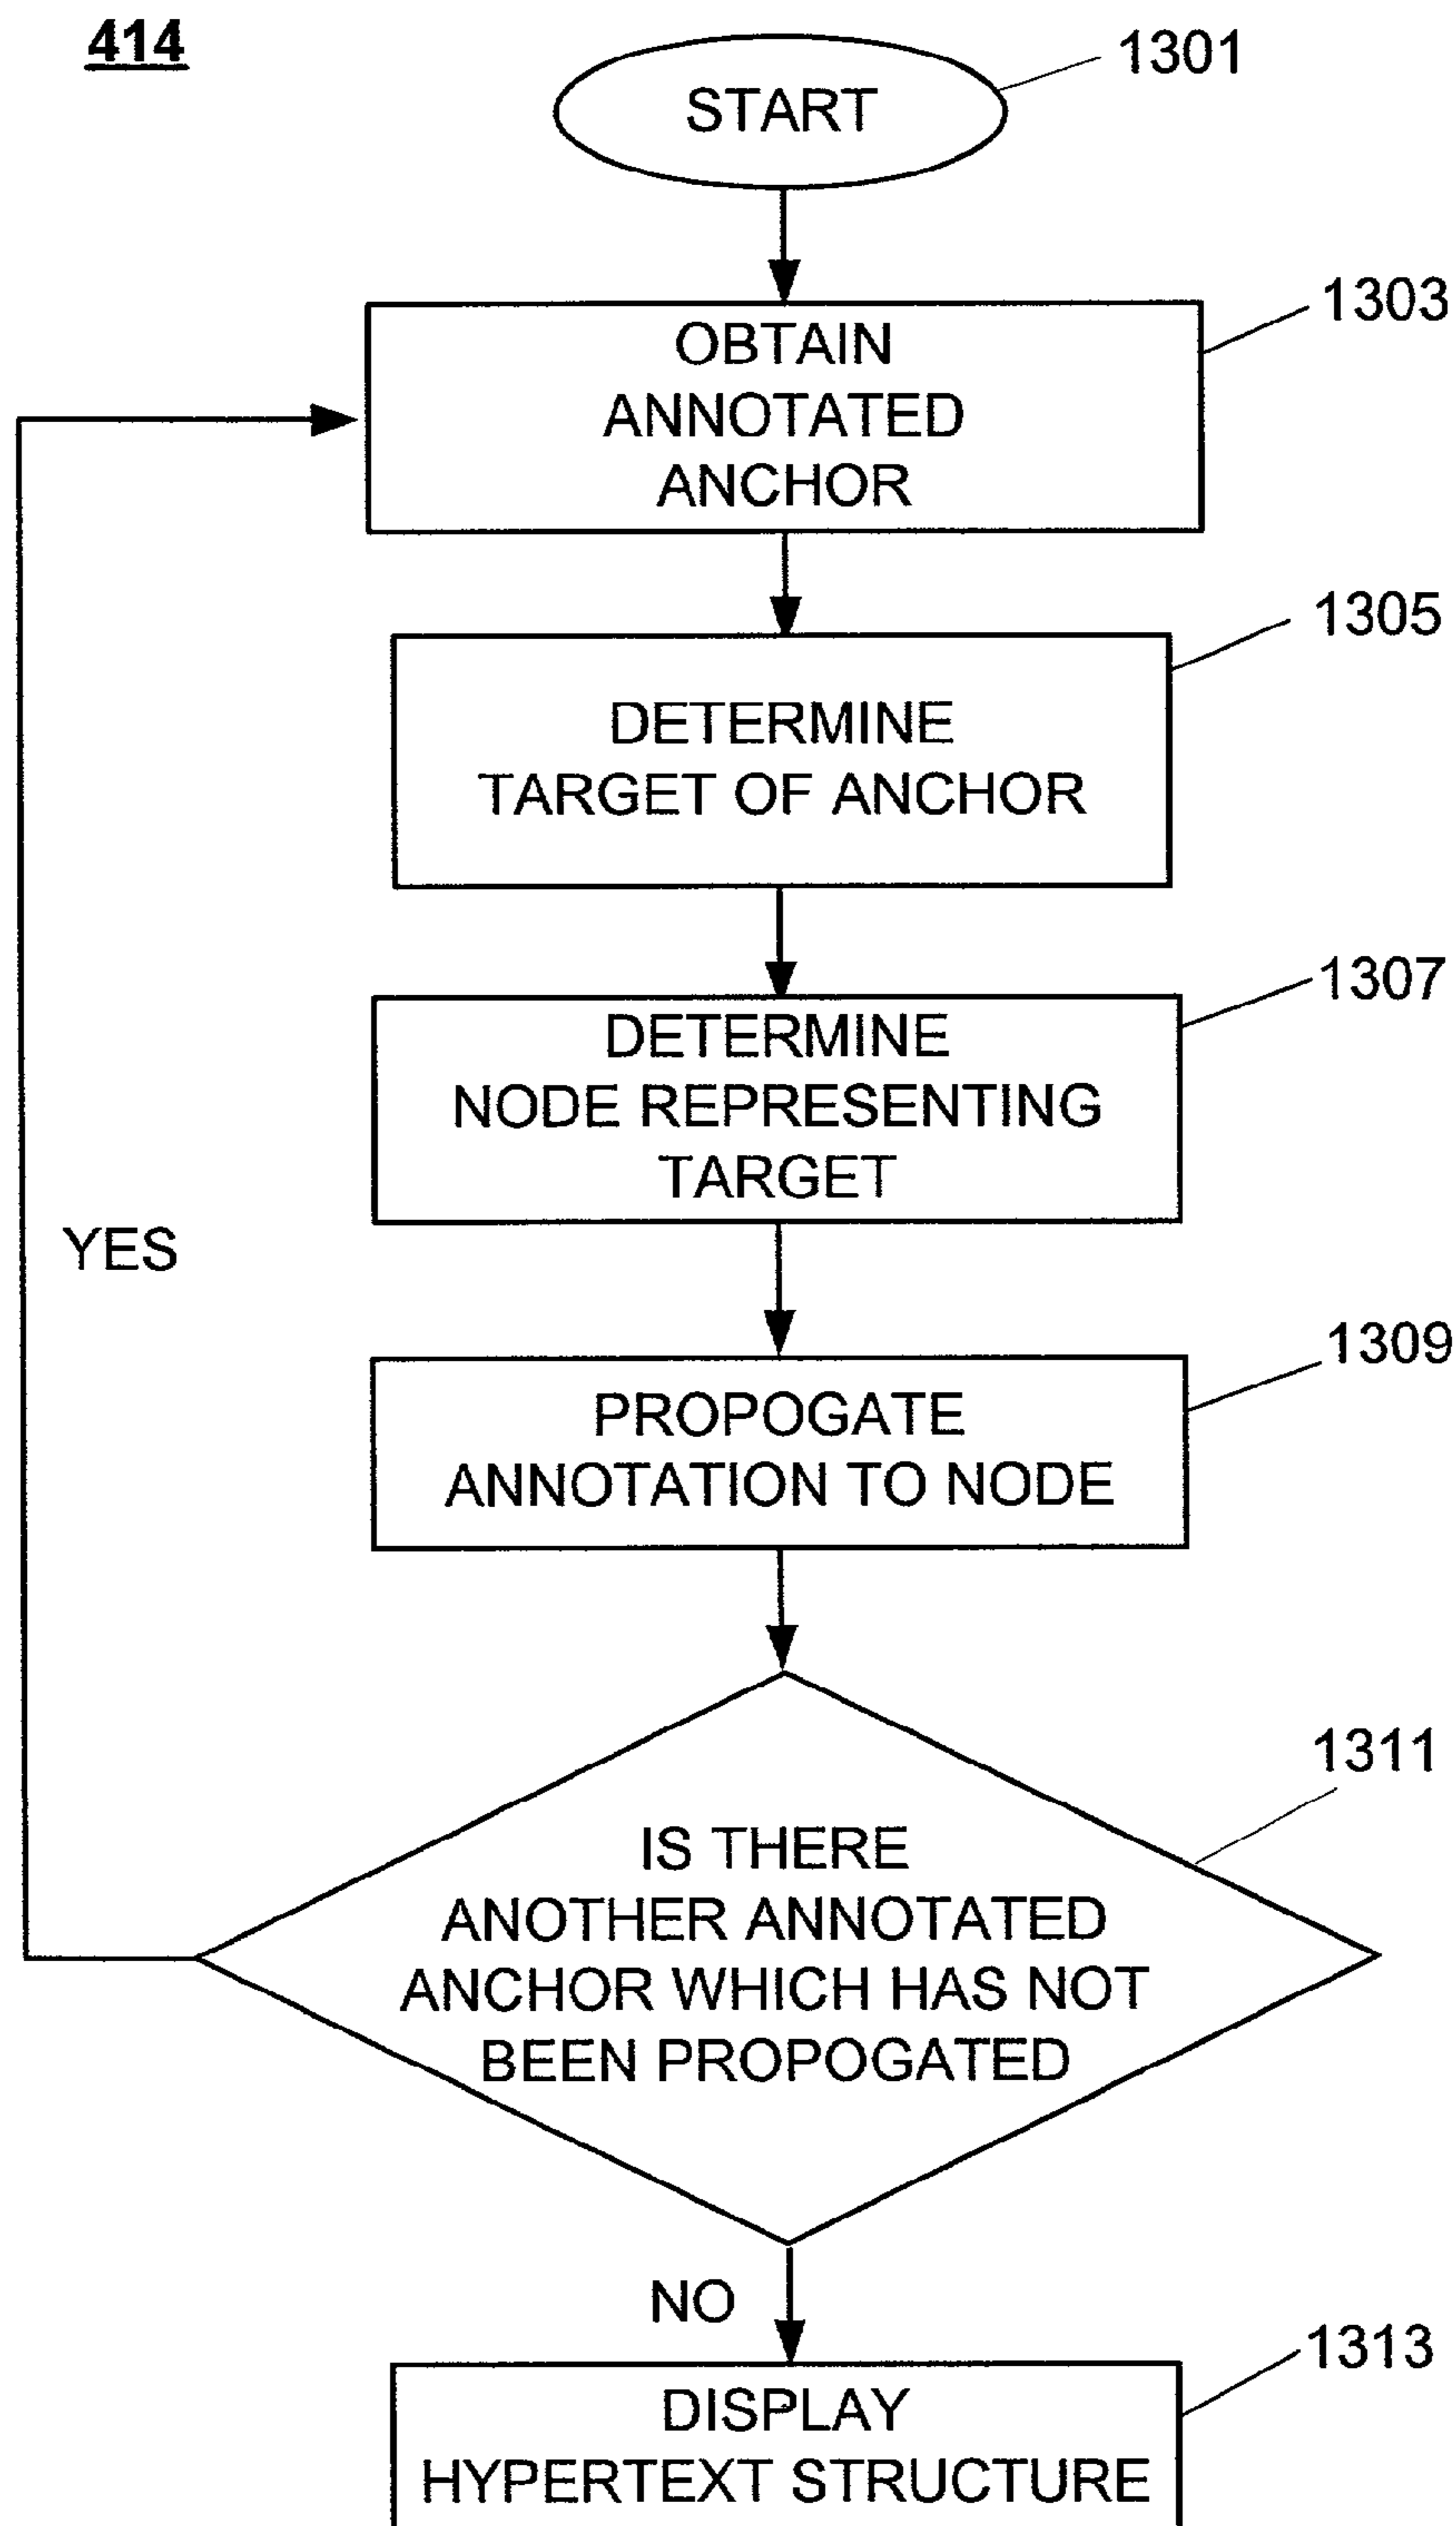 414
START
1301
OBTAIN
ANNOTATED
ANCHOR
1303
DETERMINE
TARGET OF ANCHOR
1305
DETERMINE
NODE REPRESENTING
TARGET
1307
YES
PROPOGATE
ANNOTATION TO NODE
1309
IS THERE
ANOTHER ANNOTATED
ANCHOR WHICH HAS NOT
BEEN PROPOGATED
1311
NO
DISPLAY
HYPERTEXT STRUCTURE
1313